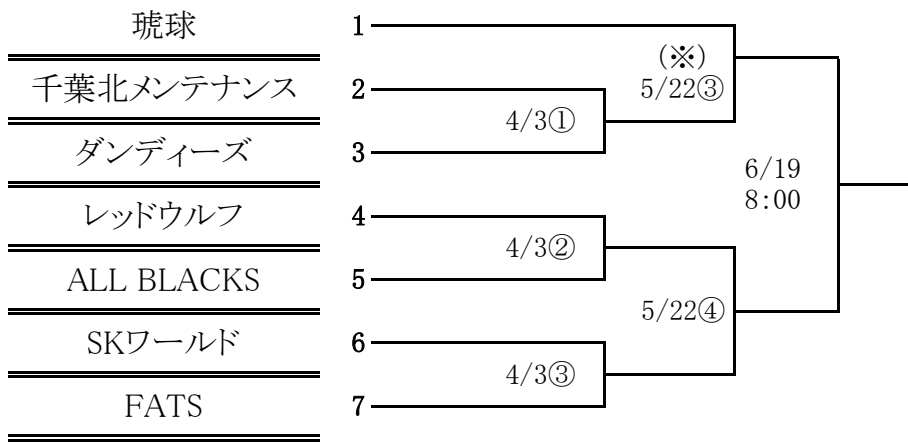 琉球 1
(※)
千葉北メンテナンス 2
5/22③
4/3①
ダンディーズ 3
6/19
8:00
レッドウルフ 4
4/3②
ALL BLACKS 5
5/22④
SKワールド 6
4/3③
FATS 7